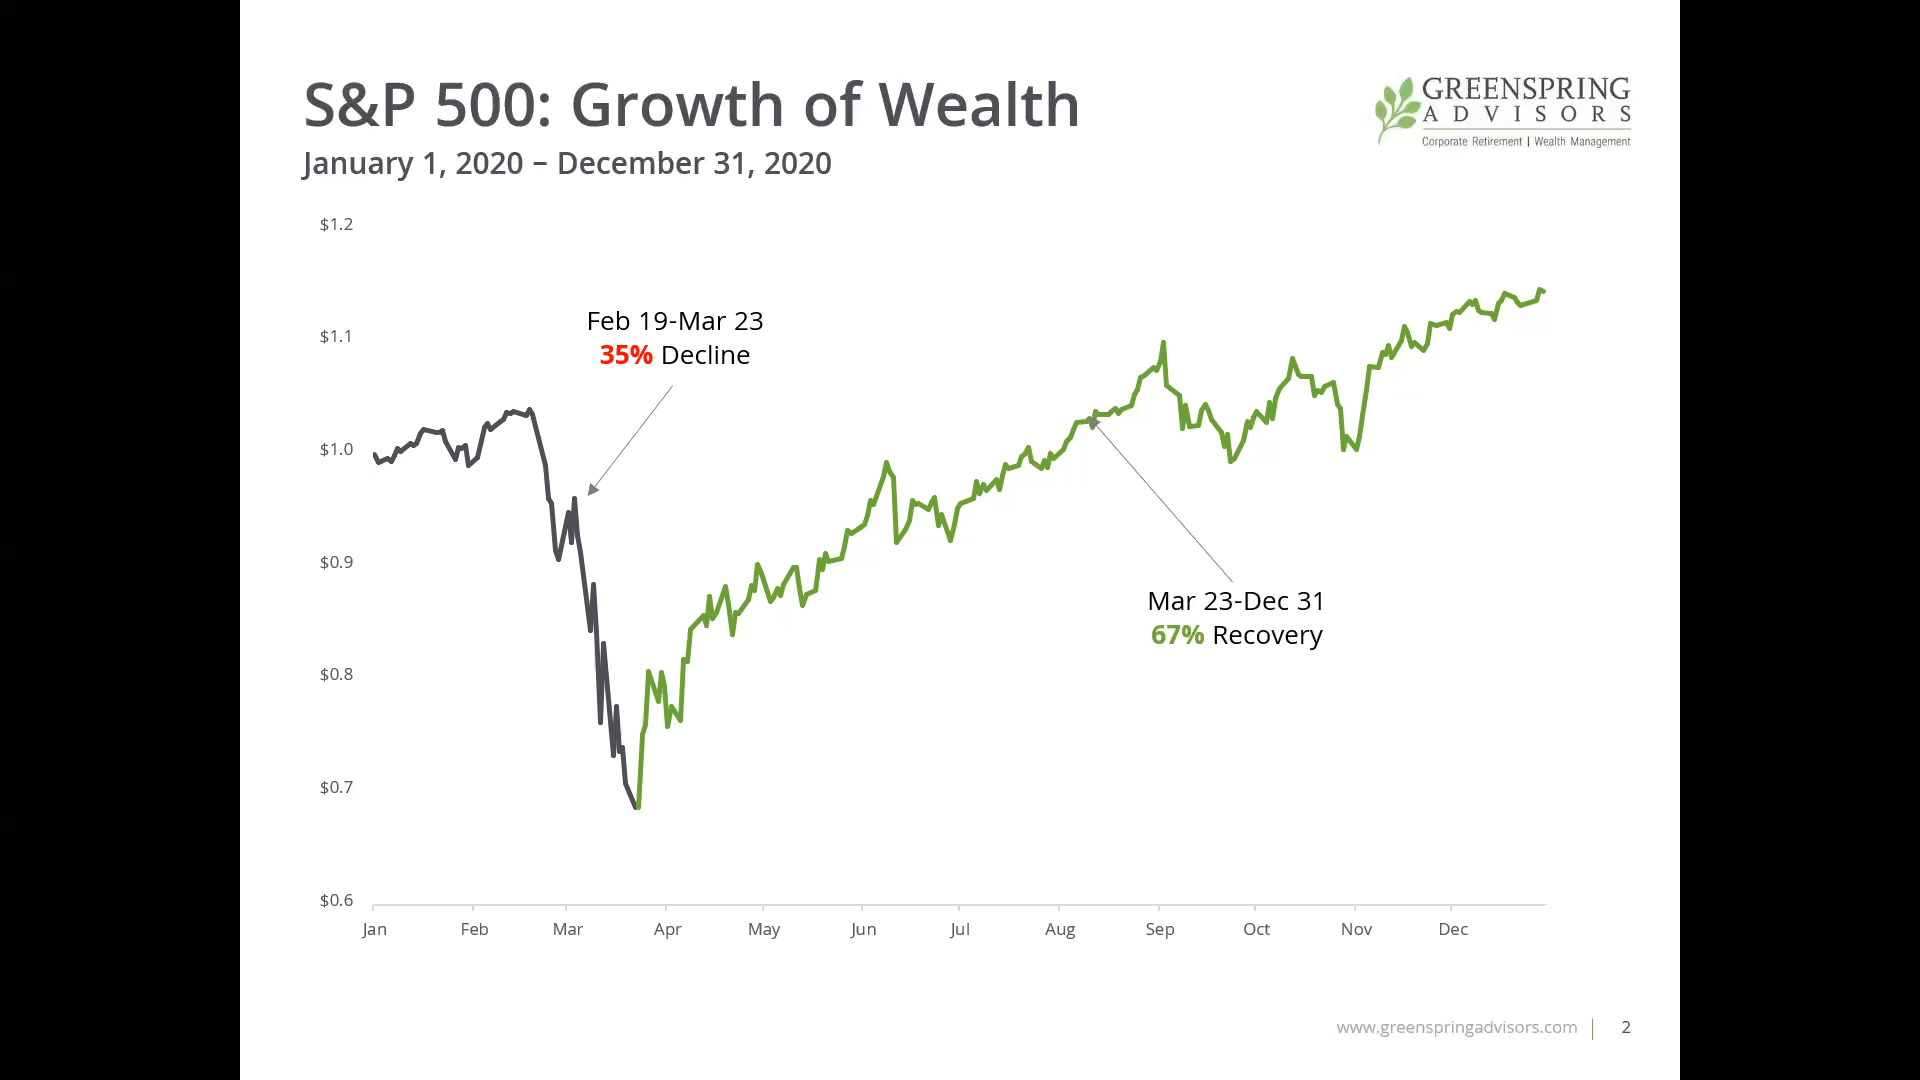 S&P 500: Growth of Wealth
January 1, 2020 – December 31, 2020
GREENSPRING
ADVISORS
Corporate Retirement | Wealth Management
$1.2
$1.1
$1.0
$0.9
$0.8
$0.7
$0.6
Feb 19-Mar 23
35% Decline
Mar 23-Dec 31
67% Recovery
Jan Feb Mar Apr May Jun Jul Aug Sep Oct Nov Dec
www.greenspringadvisors.com | 2